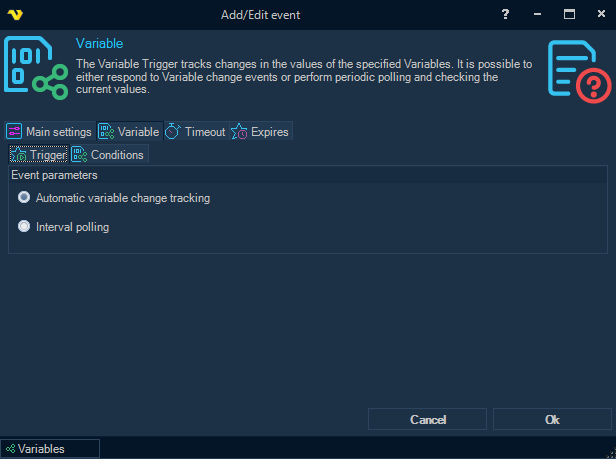 Add/Edit event
?
Variable
The Variable Trigger tracks changes in the values of the specified Variables. It is possible to
either respond to Variable change events or perform periodic polling and checking the
current values.
Main settings Variable Timeout Expires
Trigger Conditions
Event parameters
Automatic variable change tracking
Interval polling
Cancel Ok
Variables